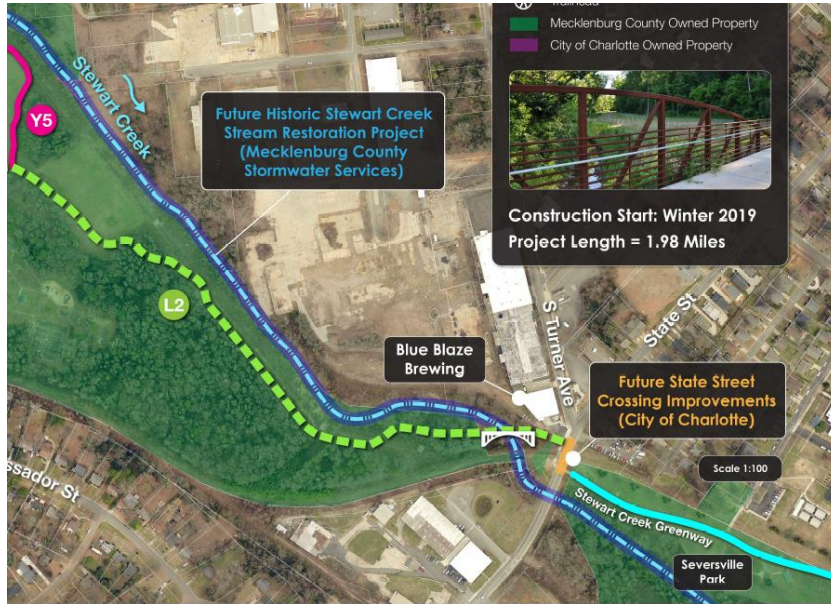 Trailhead
Mecklenburg County Owned Property
City of Charlotte Owned Property
Stewart Creek
Y5
Future Historic Stewart Creek
Stream Restoration Project
(Mecklenburg County
Stormwater Services)
Construction Start: Winter 2019
Project Length = 1.98 Miles
L2
S Turner Ave
State St
Blue Blaze
Brewing
Future State Street
Crossing Improvements
(City of Charlotte)
Scale 1:100
ssador St
Stewart Creek Greenway
Seversville
Park